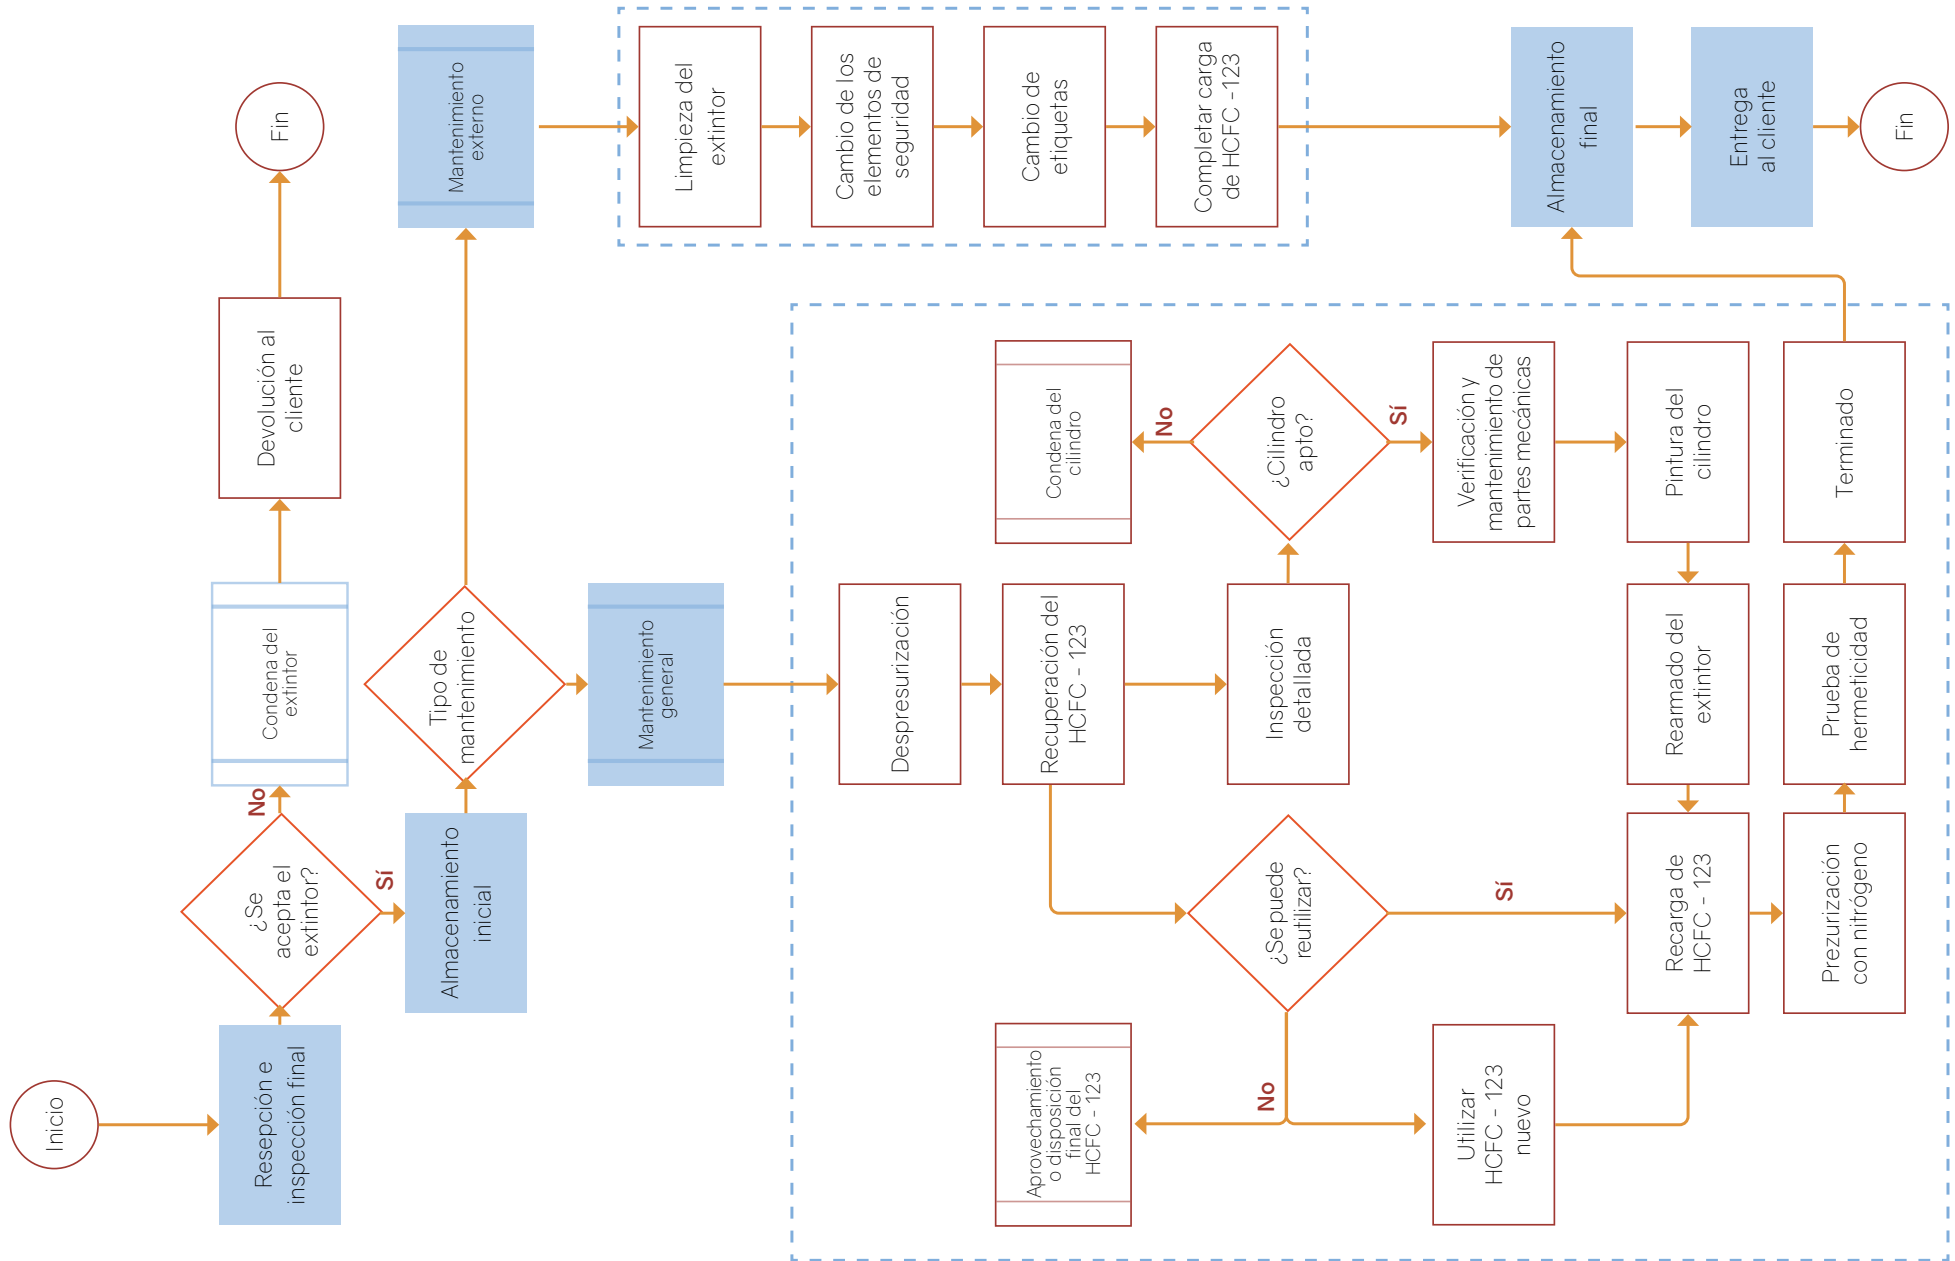 Inicio
Resepción e
inspección final
¿Se
acepta el
extintor?
No
Condena del
extintor
Devolución al
cliente
Fin
Sí
Almacenamiento
inicial
Tipo de
mantenimiento
Mantenimiento
externo
Limpieza del
extintor
Cambio de los
elementos de
seguridad
Cambio de
etiquetas
Completar carga
de HCFC -123
Almacenamiento
final
Entrega
al cliente
Fin
Mantenimiento
general
Despresurización
Recuperación del
HCFC - 123
Inspección
detallada
¿Cilindro
apto?
No
Condena del
cilindro
Sí
Verificación y
mantenimiento de
partes mecánicas
Pintura del
cilindro
Rearmado del
extintor
¿Se puede
reutilizar?
No
Aprovechamiento
o disposición
final del
HCFC - 123
Utilizar
HCFC - 123
nuevo
Sí
Recarga de
HCFC - 123
Prezurización
con nitrógeno
Prueba de
hermeticidad
Terminado